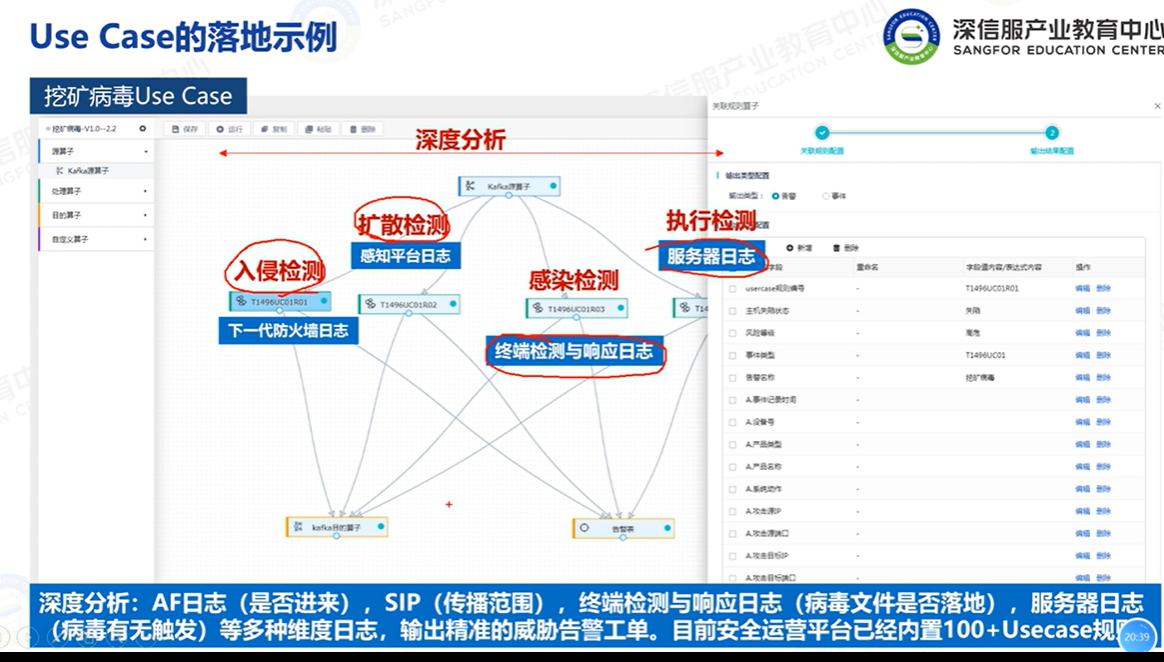 Use Case的落地示例
深信服产业教育中心
SANGFOR EDUCATION CENTER
挖矿病毒Use Case
挖矿病毒-V1.0--2.2
保存
运行
复制
粘贴
删除
源算子
Kafka源算子
处理算子
目的算子
自定义算子
深度分析
Kafka源算子
扩散检测
感知平台日志
入侵检测
T1496UC01R01
下一代防火墙日志
T1496UC01R02
感染检测
T1496UC01R03
终端检测与响应日志
执行检测
服务器日志
kafka目的算子
告警表
关联规则算子
关联规则配置
2
输出结果配置
输出类型配置
输出类型：
告警
事件
新增
删除
字段
重命名
字段值内容/表达式内容
操作
usercase规则编号 - T1496UC01R01 编辑 删除
主机失陷状态 - 失陷 编辑 删除
风险等级 - 高危 编辑 删除
事件类型 - T1496UC01 编辑 删除
告警名称 - 挖矿病毒 编辑 删除
A.事件记录时间 - 编辑 删除
A.设备号 - 编辑 删除
A.产品类型 - 编辑 删除
A.产品名称 - 编辑 删除
A.系统动作 - 编辑 删除
A.攻击源IP - 编辑 删除
A.攻击源端口 - 编辑 删除
A.攻击目标IP - 编辑 删除
A.攻击目标端口 - 编辑 删除
深度分析：AF日志（是否进来），SIP（传播范围），终端检测与响应日志（病毒文件是否落地），服务器日志
（病毒有无触发）等多种维度日志，输出精准的威胁告警工单。目前安全运营平台已经内置100+Usecase规
20:39